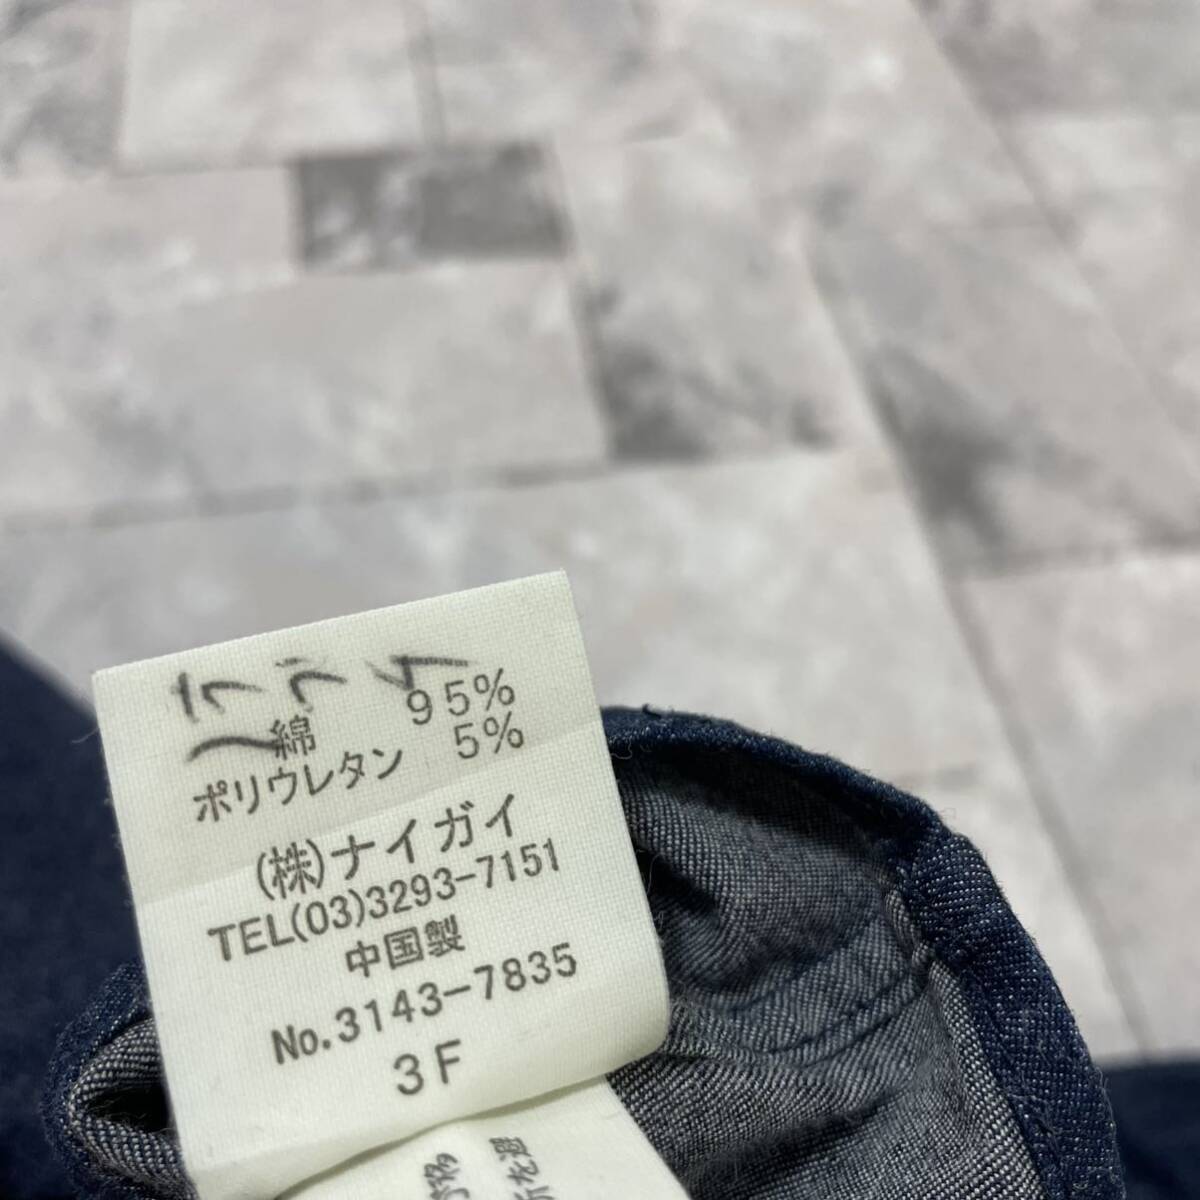 綿 95%
ポリウレタン 5%
(株)ナイガイ
TEL(03)3293-7151
中国製
No.3143-7835
3F